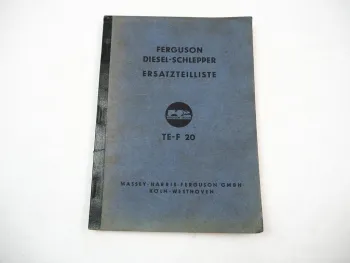 FERGUSON
DIESEL-SCHLEPPER
ERSATZTEILLISTE
TE-F 20
MASSEY-HARRIS-FERGUSON GMBH
KÖLN-WESTHOVEN